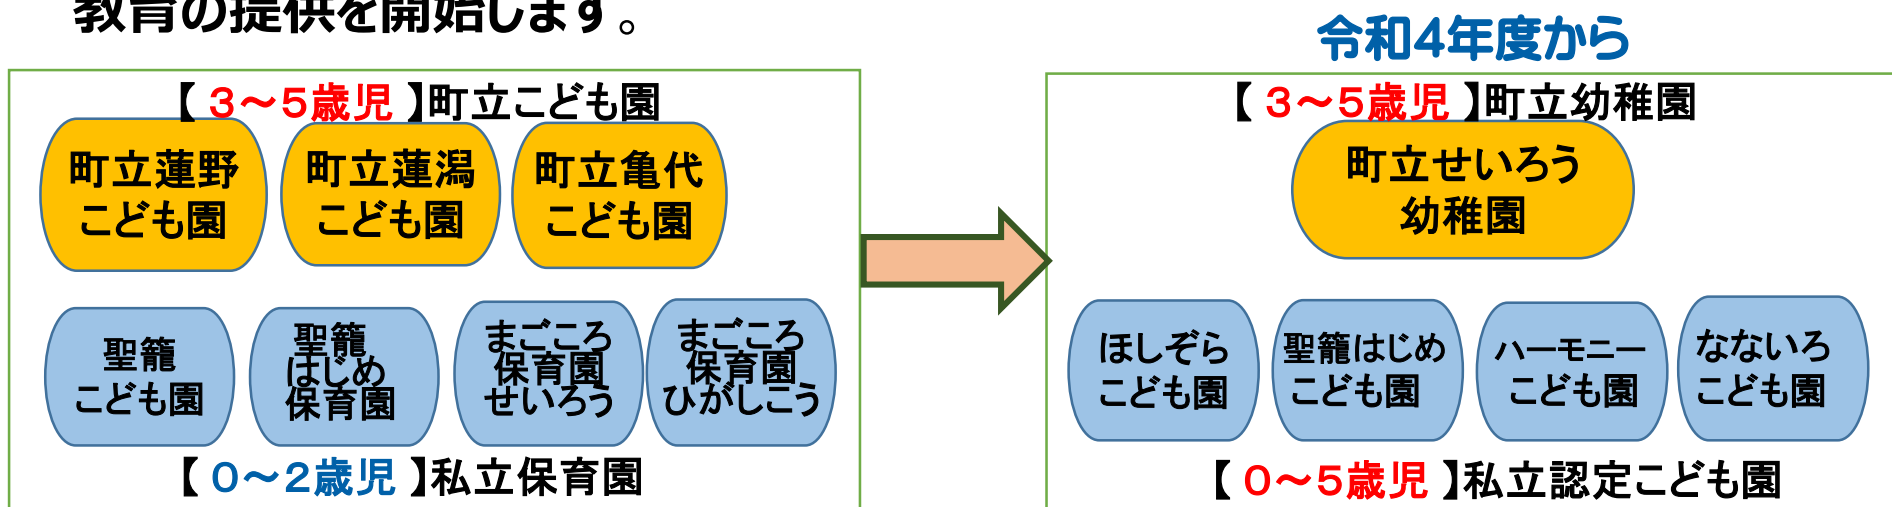 教育の提供を開始します。
令和4年度から
【３～５歳児】町立こども園
町立蓮野
こども園
町立蓮潟
こども園
町立亀代
こども園
聖籠
こども園
聖籠
はじめ
保育園
まごころ
保育園
せいろう
まごころ
保育園
ひがしこう
【０～２歳児】私立保育園
【３～５歳児】町立幼稚園
町立せいろう
幼稚園
ほしぞら
こども園
聖籠はじめ
こども園
ハーモニー
こども園
なないろ
こども園
【０～５歳児】私立認定こども園